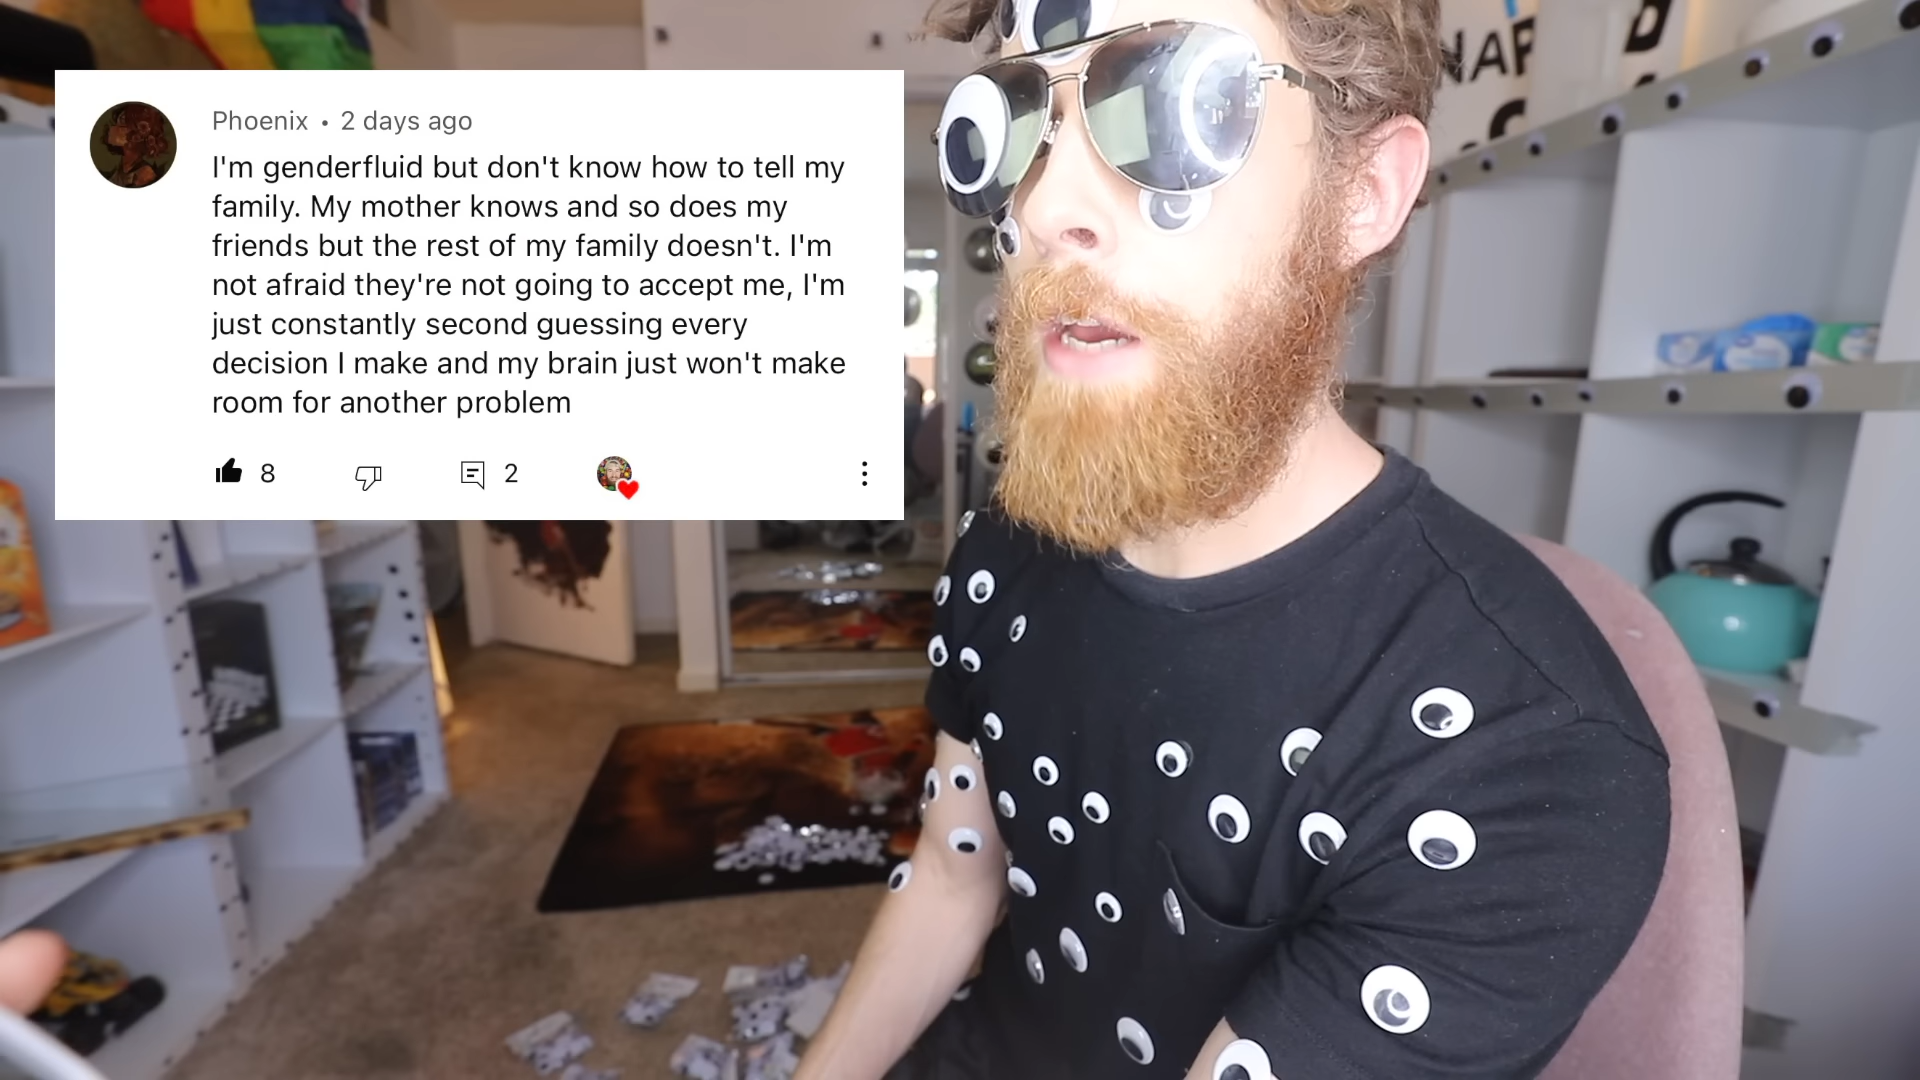 Phoenix • 2 days ago
I'm genderfluid but don't know how to tell my
family. My mother knows and so does my
friends but the rest of my family doesn't. I'm
not afraid they're not going to accept me, I'm
just constantly second guessing every
decision I make and my brain just won't make
room for another problem
8
2